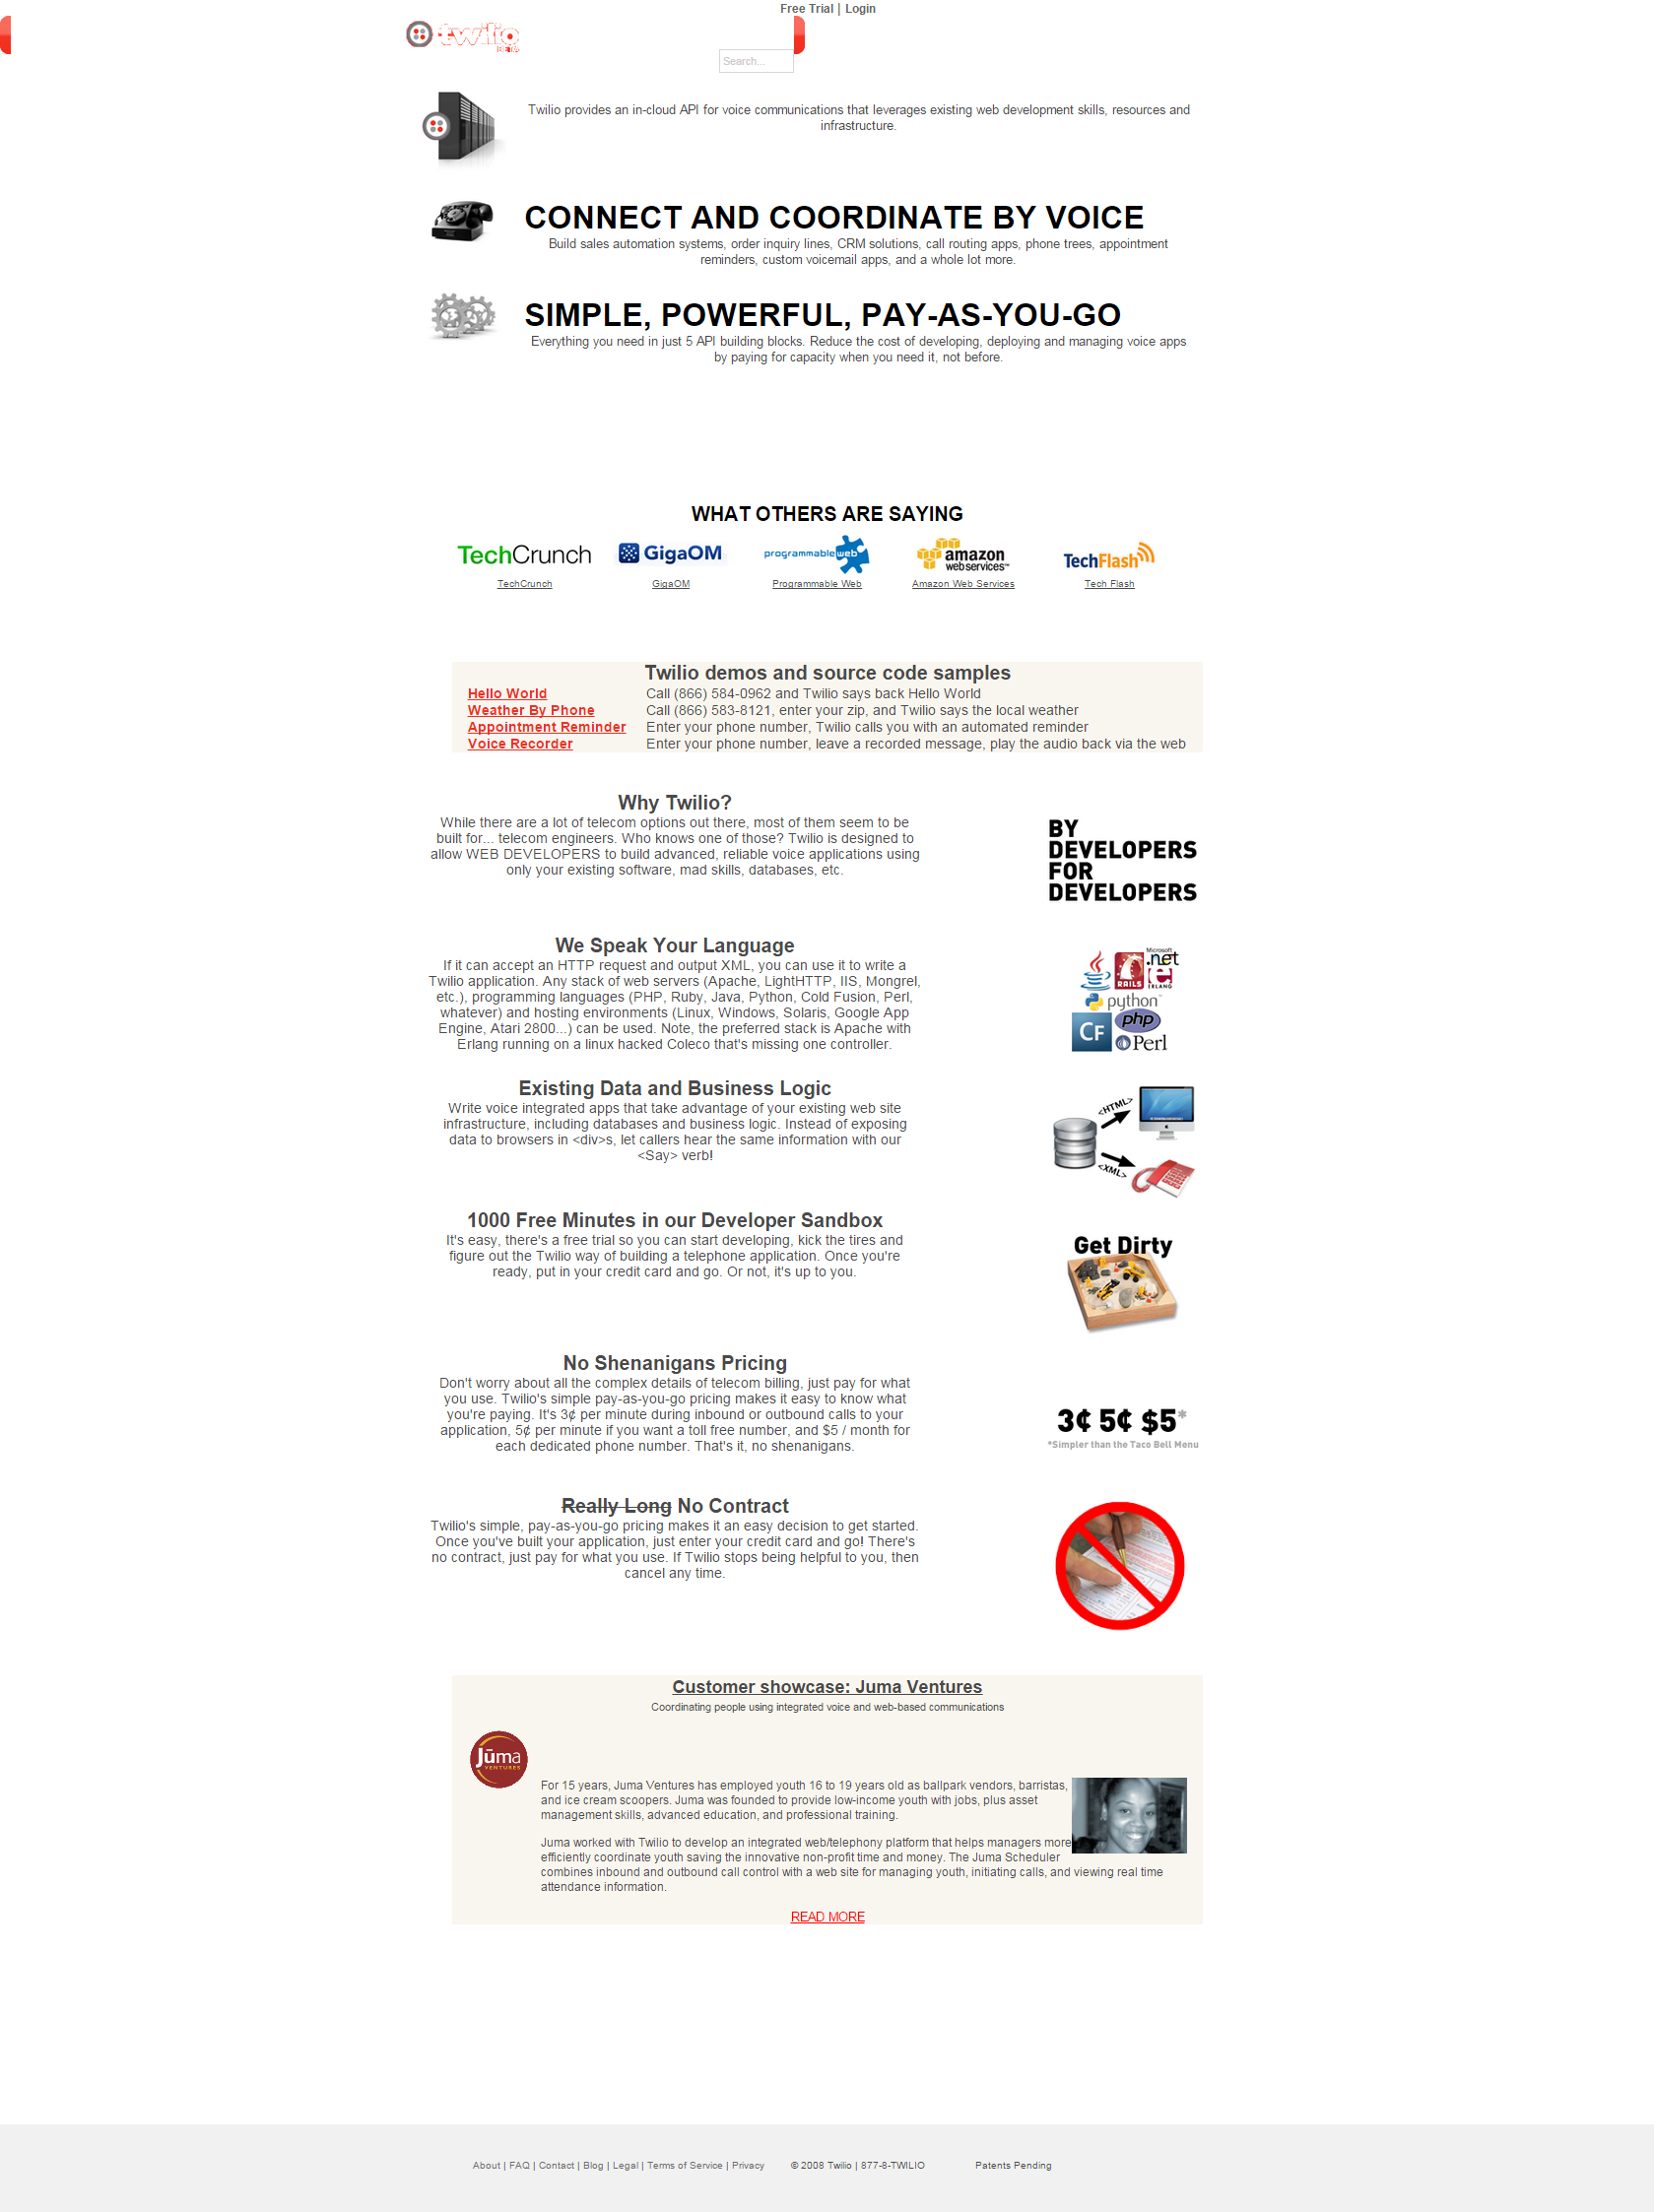 Free Trial | Login
twilio
BETA
Search...
Twilio provides an in-cloud API for voice communications that leverages existing web development skills, resources and
infrastructure.
CONNECT AND COORDINATE BY VOICE
Build sales automation systems, order inquiry lines, CRM solutions, call routing apps, phone trees, appointment
reminders, custom voicemail apps, and a whole lot more.
SIMPLE, POWERFUL, PAY-AS-YOU-GO
Everything you need in just 5 API building blocks. Reduce the cost of developing, deploying and managing voice apps
by paying for capacity when you need it, not before.
WHAT OTHERS ARE SAYING
TechCrunch GigaOM programmableweb amazon webservices™ TechFlash
TechCrunch GigaOM Programmable Web Amazon Web Services Tech Flash
Twilio demos and source code samples
Hello World Call (866) 584-0962 and Twilio says back Hello World
Weather By Phone Call (866) 583-8121, enter your zip, and Twilio says the local weather
Appointment Reminder Enter your phone number, Twilio calls you with an automated reminder
Voice Recorder Enter your phone number, leave a recorded message, play the audio back via the web
Why Twilio?
While there are a lot of telecom options out there, most of them seem to be
built for... telecom engineers. Who knows one of those? Twilio is designed to
allow WEB DEVELOPERS to build advanced, reliable voice applications using
only your existing software, mad skills, databases, etc.
BY
DEVELOPERS
FOR
DEVELOPERS
We Speak Your Language
If it can accept an HTTP request and output XML, you can use it to write a
Twilio application. Any stack of web servers (Apache, LightHTTP, IIS, Mongrel,
etc.), programming languages (PHP, Ruby, Java, Python, Cold Fusion, Perl,
whatever) and hosting environments (Linux, Windows, Solaris, Google App
Engine, Atari 2800...) can be used. Note, the preferred stack is Apache with
Erlang running on a linux hacked Coleco that's missing one controller.
Java RAILS Microsoft .net e ERLANG
python
CF php
Perl
Existing Data and Business Logic
Write voice integrated apps that take advantage of your existing web site
infrastructure, including databases and business logic. Instead of exposing
data to browsers in <div>s, let callers hear the same information with our
<Say> verb!
<HTML>
<XML>
1000 Free Minutes in our Developer Sandbox
It's easy, there's a free trial so you can start developing, kick the tires and
figure out the Twilio way of building a telephone application. Once you're
ready, put in your credit card and go. Or not, it's up to you.
Get Dirty
No Shenanigans Pricing
Don't worry about all the complex details of telecom billing, just pay for what
you use. Twilio's simple pay-as-you-go pricing makes it easy to know what
you're paying. It's 3¢ per minute during inbound or outbound calls to your
application, 5¢ per minute if you want a toll free number, and $5 / month for
each dedicated phone number. That's it, no shenanigans.
3¢ 5¢ $5*
*Simpler than the Taco Bell Menu
Really Long No Contract
Twilio's simple, pay-as-you-go pricing makes it an easy decision to get started.
Once you've built your application, just enter your credit card and go! There's
no contract, just pay for what you use. If Twilio stops being helpful to you, then
cancel any time.
Customer showcase: Juma Ventures
Coordinating people using integrated voice and web-based communications
Jūma
VENTURES
For 15 years, Juma Ventures has employed youth 16 to 19 years old as ballpark vendors, barristas,
and ice cream scoopers. Juma was founded to provide low-income youth with jobs, plus asset
management skills, advanced education, and professional training.
Juma worked with Twilio to develop an integrated web/telephony platform that helps managers more
efficiently coordinate youth saving the innovative non-profit time and money. The Juma Scheduler
combines inbound and outbound call control with a web site for managing youth, initiating calls, and viewing real time
attendance information.
READ MORE
About | FAQ | Contact | Blog | Legal | Terms of Service | Privacy © 2008 Twilio | 877-8-TWILIO Patents Pending